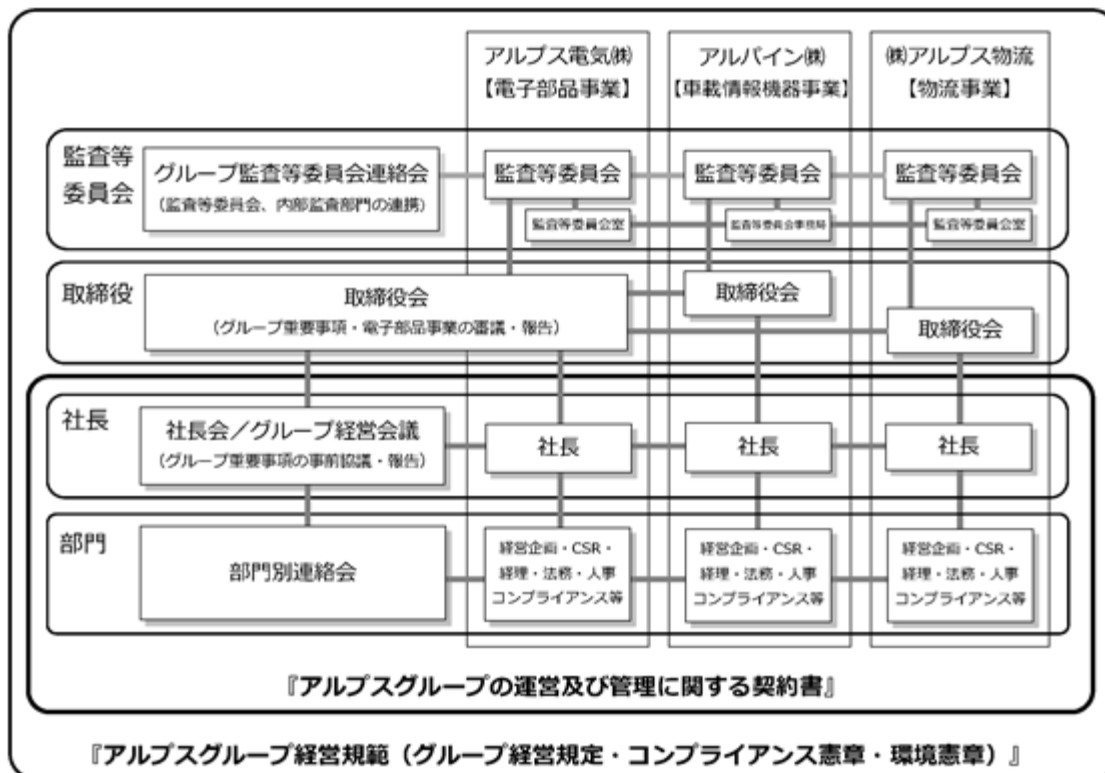 アルプス電気㈱
【電子部品事業】
アルパイン㈱
【車載情報機器事業】
㈱アルプス物流
【物流事業】
監査等
委員会
グループ監査等委員会連絡会
（監査等委員会、内部監査部門の連携）
監査等委員会
監査等委員会
監査等委員会
監査等委員会室
監査等委員会事務局
監査等委員会室
取締役
取締役会
（グループ重要事項・電子部品事業の審議・報告）
取締役会
取締役会
社長
社長会／グループ経営会議
（グループ重要事項の事前協議・報告）
社長
社長
社長
部門
部門別連絡会
経営企画・CSR・
経理・法務・人事
コンプライアンス等
経営企画・CSR・
経理・法務・人事
コンプライアンス等
経営企画・CSR・
経理・法務・人事
コンプライアンス等
『アルプスグループの運営及び管理に関する契約書』
『アルプスグループ経営規範（グループ経営規定・コンプライアンス憲章・環境憲章）』